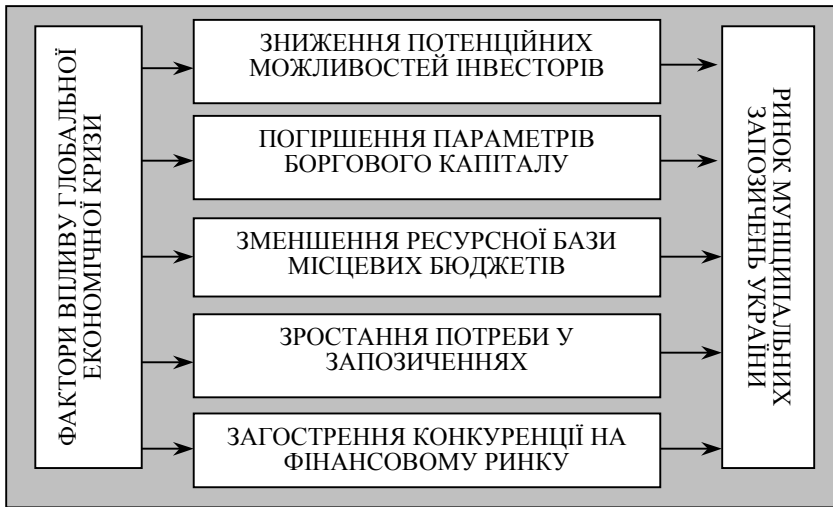 ФАКТОРИ ВПЛИВУ ГЛОБАЛЬНОЇ
ЕКОНОМІЧНОЇ КРИЗИ
ЗНИЖЕННЯ ПОТЕНЦІЙНИХ
МОЖЛИВОСТЕЙ ІНВЕСТОРІВ
ПОГІРШЕННЯ ПАРАМЕТРІВ
БОРГОВОГО КАПІТАЛУ
ЗМЕНШЕННЯ РЕСУРСНОЇ БАЗИ
МІСЦЕВИХ БЮДЖЕТІВ
ЗРОСТАННЯ ПОТРЕБИ У
ЗАПОЗИЧЕННЯХ
ЗАГОСТРЕННЯ КОНКУРЕНЦІЇ НА
ФІНАНСОВОМУ РИНКУ
РИНОК МУНІЦИПАЛЬНИХ
ЗАПОЗИЧЕНЬ УКРАЇНИ